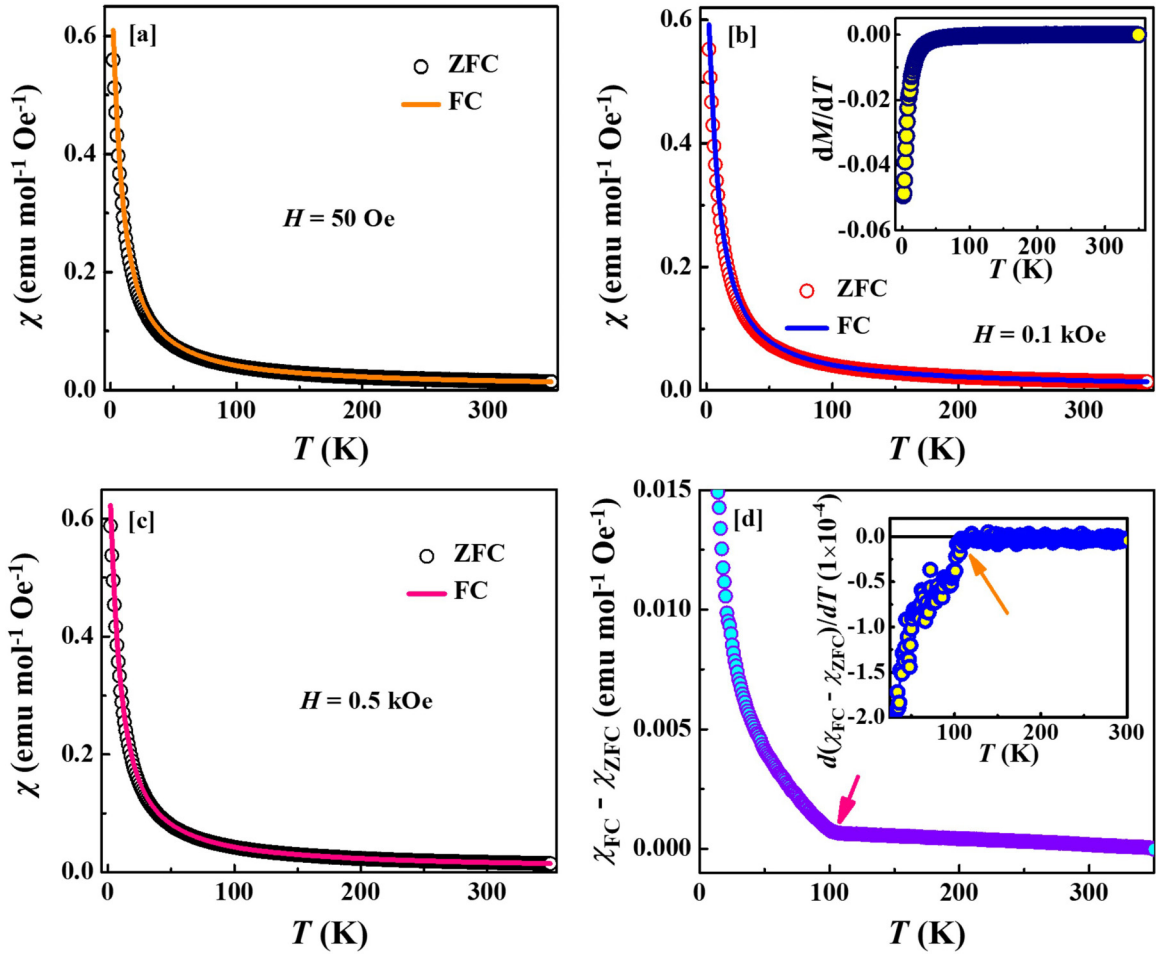 [a]
ZFC
FC
H = 50 Oe
χ (emu mol⁻¹ Oe⁻¹)
0.6
0.4
0.2
0.0
0 100 200 300
T (K)
[b]
ZFC
FC
H = 0.1 kOe
χ (emu mol⁻¹ Oe⁻¹)
0.6
0.4
0.2
0.0
0 100 200 300
T (K)
dM/dT
0.00
-0.02
-0.04
-0.06
0 100 200 300
T (K)
[c]
ZFC
FC
H = 0.5 kOe
χ (emu mol⁻¹ Oe⁻¹)
0.6
0.4
0.2
0.0
0 100 200 300
T (K)
[d]
χFC - χZFC (emu mol⁻¹ Oe⁻¹)
0.015
0.010
0.005
0.000
0 100 200 300
T (K)
d(χFC - χZFC)/dT (1×10⁻⁴)
0.0
-0.5
-1.0
-1.5
-2.0
100 200 300
T (K)